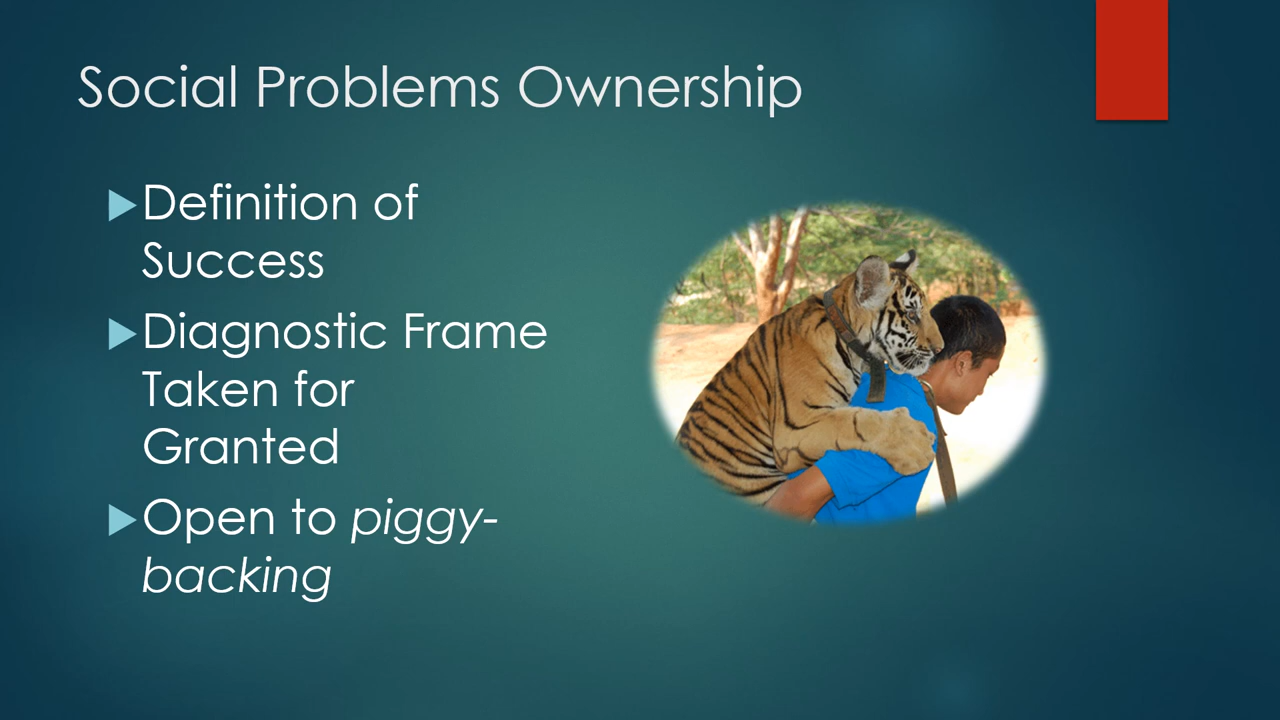 Social Problems Ownership
Definition of
Success
Diagnostic Frame
Taken for
Granted
Open to piggy-
backing